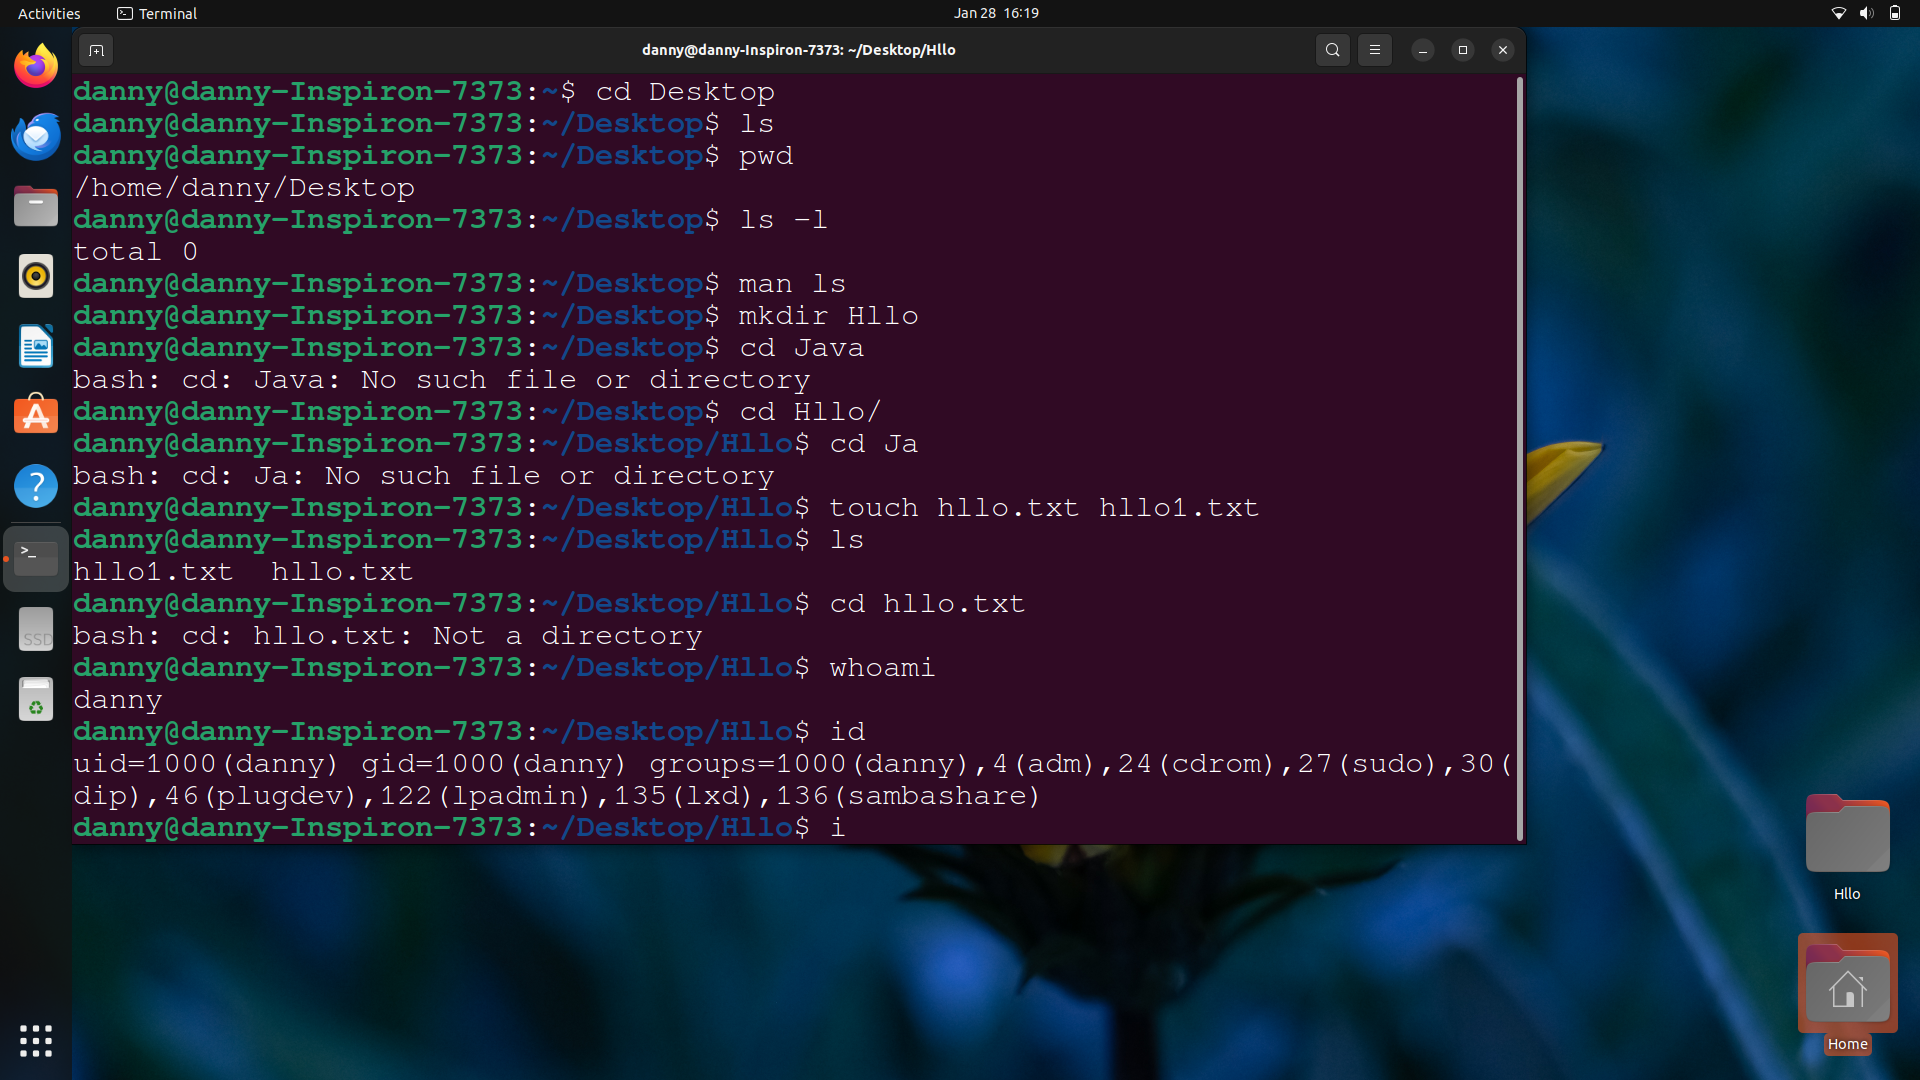 Activities
Terminal
Jan 28 16:19
danny@danny-Inspiron-7373: ~/Desktop/Hllo
danny@danny-Inspiron-7373:~$ cd Desktop
danny@danny-Inspiron-7373:~/Desktop$ ls
danny@danny-Inspiron-7373:~/Desktop$ pwd
/home/danny/Desktop
danny@danny-Inspiron-7373:~/Desktop$ ls -l
total 0
danny@danny-Inspiron-7373:~/Desktop$ man ls
danny@danny-Inspiron-7373:~/Desktop$ mkdir Hllo
danny@danny-Inspiron-7373:~/Desktop$ cd Java
bash: cd: Java: No such file or directory
danny@danny-Inspiron-7373:~/Desktop$ cd Hllo/
danny@danny-Inspiron-7373:~/Desktop/Hllo$ cd Ja
bash: cd: Ja: No such file or directory
danny@danny-Inspiron-7373:~/Desktop/Hllo$ touch hllo.txt hllo1.txt
danny@danny-Inspiron-7373:~/Desktop/Hllo$ ls
hllo1.txt  hllo.txt
danny@danny-Inspiron-7373:~/Desktop/Hllo$ cd hllo.txt
bash: cd: hllo.txt: Not a directory
danny@danny-Inspiron-7373:~/Desktop/Hllo$ whoami
danny
danny@danny-Inspiron-7373:~/Desktop/Hllo$ id
uid=1000(danny) gid=1000(danny) groups=1000(danny),4(adm),24(cdrom),27(sudo),30(
dip),46(plugdev),122(lpadmin),135(lxd),136(sambashare)
danny@danny-Inspiron-7373:~/Desktop/Hllo$ i
SSD
Hllo
Home